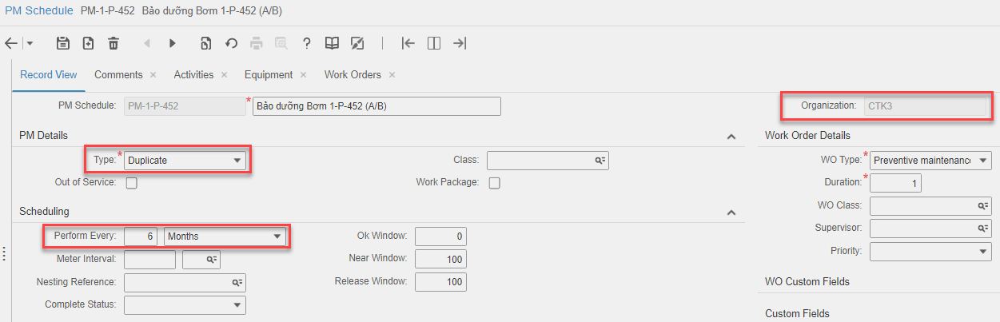 PM Schedule PM-1-P-452 Bảo dưỡng Bơm 1-P-452 (A/B)
Record View Comments × Activities × Equipment × Work Orders ×
PM Schedule: PM-1-P-452 * Bảo dưỡng Bơm 1-P-452 (A/B) Organization: CTK3
PM Details Work Order Details
Type: * Duplicate Class: WO Type: * Preventive maintenanc
Out of Service: Work Package: Duration: * 1
WO Class:
Scheduling
Supervisor:
Perform Every: 6 Months Ok Window: 0
Priority:
Meter Interval: Near Window: 100
Nesting Reference: Release Window: 100
WO Custom Fields
Complete Status:
Custom Fields